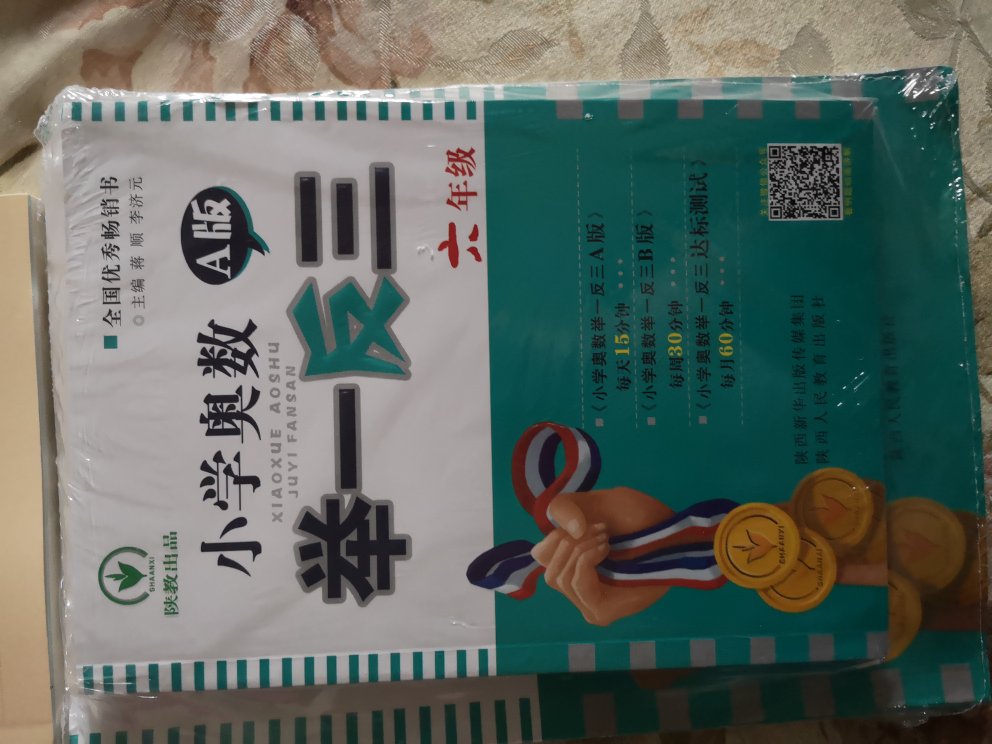 SHAANXI
陕教出品
■全国优秀畅销书
◎主编 蒋 顺 李济元
小学奥数 A版
XIAOXUE AOSHU
JUYI FANSAN
举一反三
六年级
《小学奥数举一反三A版》
每天15分钟
《小学奥数举一反三B版》
每周30分钟
《小学奥数举一反三达标测试》
每月60分钟
SHAANXI
SHAANXI
陕西新华出版传媒集团
陕西人民教育出版社